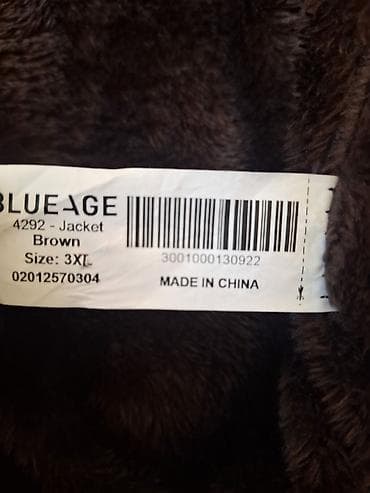 BLUEAGE
4292 - Jacket
Brown
Size: 3XL
02012570304
3001000130922
MADE IN CHINA